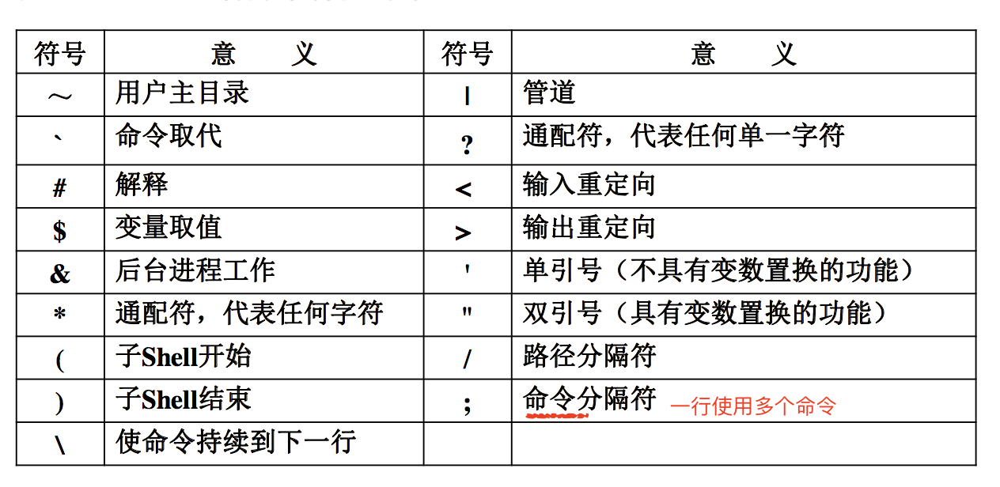 符号 意 义 符号 意 义
～ 用户主目录 | 管道
` 命令取代 ? 通配符，代表任何单一字符
# 解释 < 输入重定向
$ 变量取值 > 输出重定向
& 后台进程工作 ' 单引号（不具有变数置换的功能）
* 通配符，代表任何字符 " 双引号（具有变数置换的功能）
( 子Shell开始 / 路径分隔符
) 子Shell结束 ; 命令分隔符 一行使用多个命令
\ 使命令持续到下一行